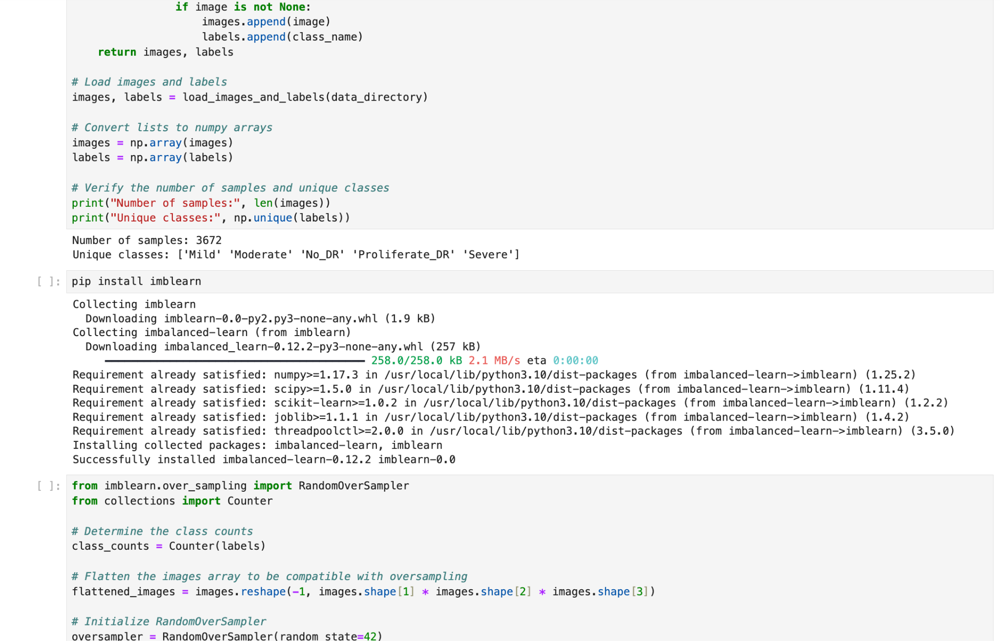 if image is not None:
images.append(image)
labels.append(class_name)
return images, labels
# Load images and labels
images, labels = load_images_and_labels(data_directory)
# Convert lists to numpy arrays
images = np.array(images)
labels = np.array(labels)
# Verify the number of samples and unique classes
print("Number of samples:", len(images))
print("Unique classes:", np.unique(labels))
Number of samples: 3672
Unique classes: ['Mild' 'Moderate' 'No_DR' 'Proliferate_DR' 'Severe']
[ ]: pip install imblearn
Collecting imblearn
Downloading imblearn-0.0-py2.py3-none-any.whl (1.9 kB)
Collecting imbalanced-learn (from imblearn)
Downloading imbalanced_learn-0.12.2-py3-none-any.whl (257 kB)
258.0/258.0 kB 2.1 MB/s eta 0:00:00
Requirement already satisfied: numpy>=1.17.3 in /usr/local/lib/python3.10/dist-packages (from imbalanced-learn->imblearn) (1.25.2)
Requirement already satisfied: scipy>=1.5.0 in /usr/local/lib/python3.10/dist-packages (from imbalanced-learn->imblearn) (1.11.4)
Requirement already satisfied: scikit-learn>=1.0.2 in /usr/local/lib/python3.10/dist-packages (from imbalanced-learn->imblearn) (1.2.2)
Requirement already satisfied: joblib>=1.1.1 in /usr/local/lib/python3.10/dist-packages (from imbalanced-learn->imblearn) (1.4.2)
Requirement already satisfied: threadpoolctl>=2.0.0 in /usr/local/lib/python3.10/dist-packages (from imbalanced-learn->imblearn) (3.5.0)
Installing collected packages: imbalanced-learn, imblearn
Successfully installed imbalanced-learn-0.12.2 imblearn-0.0
[ ]: from imblearn.over_sampling import RandomOverSampler
from collections import Counter
# Determine the class counts
class_counts = Counter(labels)
# Flatten the images array to be compatible with oversampling
flattened_images = images.reshape(-1, images.shape[1] * images.shape[2] * images.shape[3])
# Initialize RandomOverSampler
oversampler = RandomOverSampler(random_state=42)